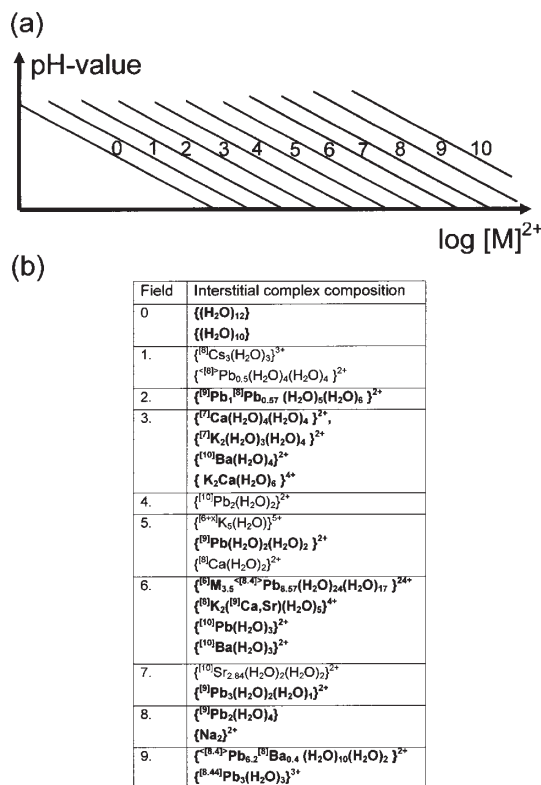 (a)
pH-value
0 1 2 3 4 5 6 7 8 9 10
log [M]²⁺
(b)
Field Interstitial complex composition
0 {(H₂O)₁₂}
{(H₂O)₁₀}
1. {^[8]Cs₃(H₂O)₃}³⁺
{^<[8]>Pb₀.₅(H₂O)₄(H₂O)₄ }²⁺
2. {^[9]Pb₁^[8]Pb₀.₅₇ (H₂O)₅(H₂O)₆ }²⁺
3. {^[7]Ca(H₂O)₄(H₂O)₄ }²⁺,
{^[7]K₂(H₂O)₃(H₂O)₄ }²⁺
{^[10]Ba(H₂O)₄}²⁺
{ K₂Ca(H₂O)₆ }⁴⁺
4. {^[10]Pb₂(H₂O)₂}²⁺
5. {^[6+x]K₅(H₂O)}⁵⁺
{^[9]Pb(H₂O)₂(H₂O)₂ }²⁺
{^[8]Ca(H₂O)₂}²⁺
6. {^[6]M₃.₅^<[8.4]>Pb₈.₅₇(H₂O)₂₄(H₂O)₁₇ }²⁴⁺
{^[8]K₂(^[9]Ca,Sr)(H₂O)₅}⁴⁺
{^[10]Pb(H₂O)₃}²⁺
{^[10]Ba(H₂O)₃}²⁺
7. {^[10]Sr₂.₈₄(H₂O)₂(H₂O)₂}²⁺
{^[9]Pb₃(H₂O)₂(H₂O)₁}²⁺
8. {^[9]Pb₂(H₂O)₄}
{Na₂}²⁺
9. {^<[8.4]>Pb₆.₂^[8]Ba₀.₄ (H₂O)₁₀(H₂O)₂ }²⁺
{^[8.44]Pb₃(H₂O)₃}³⁺